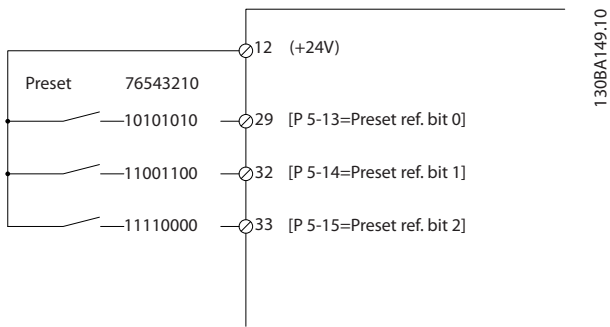 12 (+24V)
Preset 76543210
10101010 29 [P 5-13=Preset ref. bit 0]
11001100 32 [P 5-14=Preset ref. bit 1]
11110000 33 [P 5-15=Preset ref. bit 2]
130BA149.10